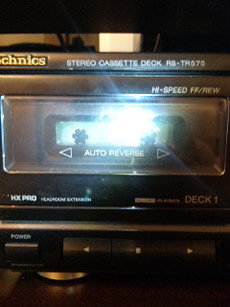 echnics STEREO CASSETTE DECK RS-TR575
HI-SPEED FF/REW
AUTO REVERSE
HX PRO HEADROOM EXTENSION PLAYBACK DECK 1
POWER